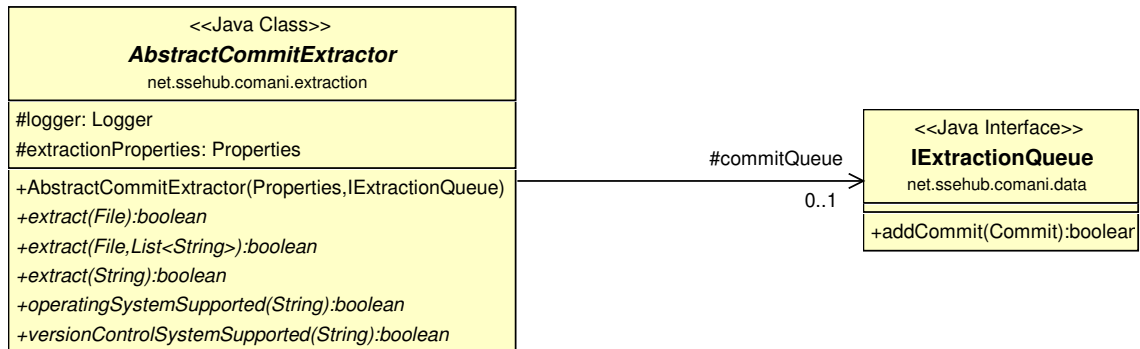 <<Java Class>>
AbstractCommitExtractor
net.ssehub.comani.extraction
#logger: Logger
#extractionProperties: Properties
+AbstractCommitExtractor(Properties,IExtractionQueue)
+extract(File):boolean
+extract(File,List<String>):boolean
+extract(String):boolean
+operatingSystemSupported(String):boolean
+versionControlSystemSupported(String):boolean
#commitQueue
0..1
<<Java Interface>>
IExtractionQueue
net.ssehub.comani.data
+addCommit(Commit):boolean